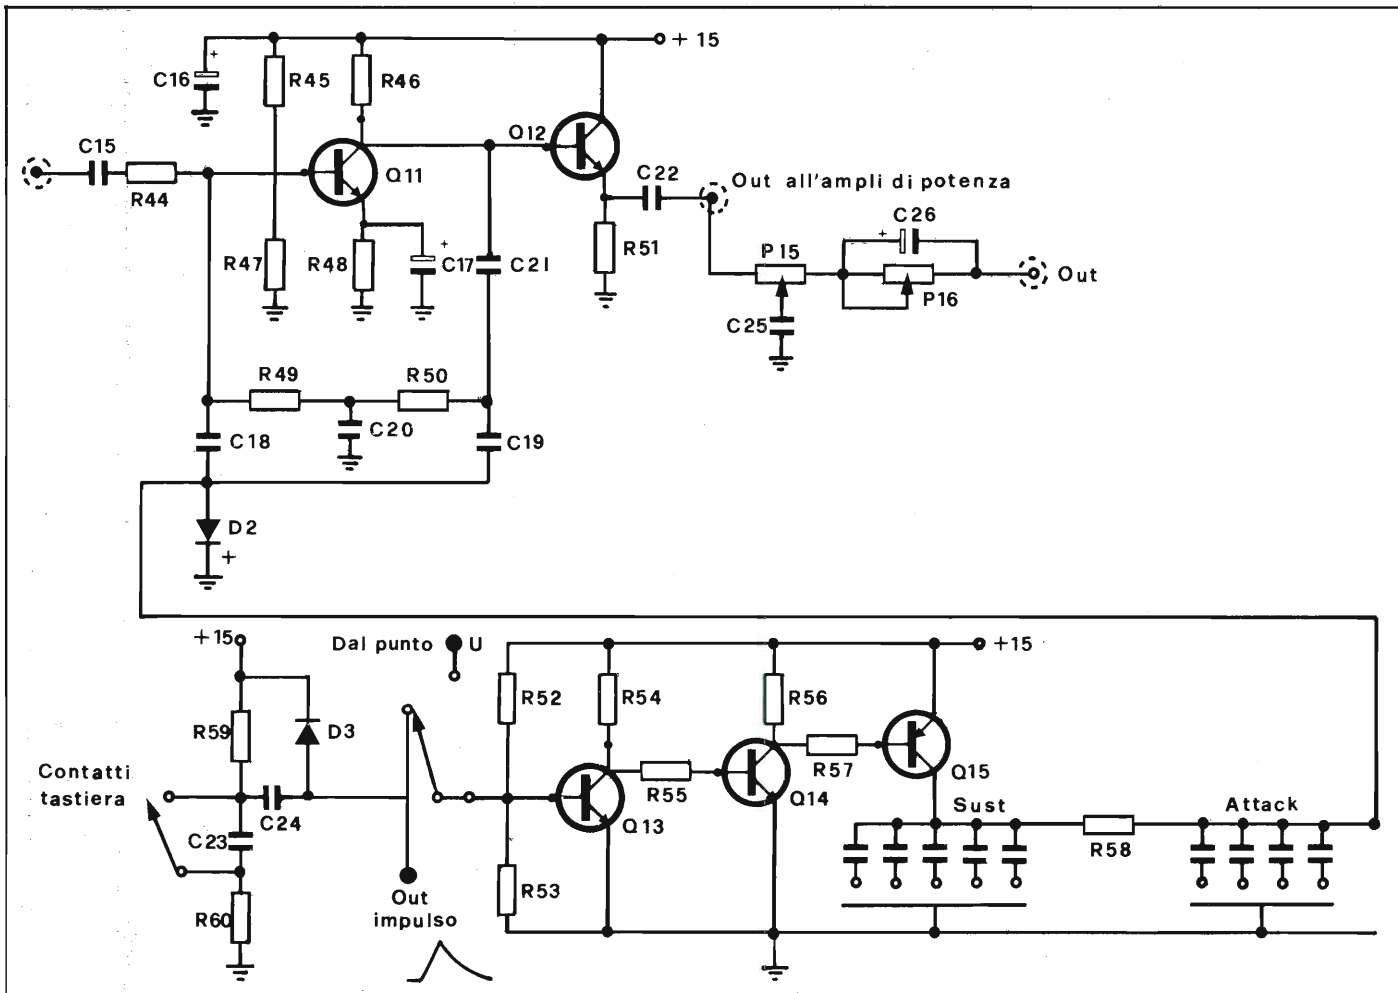 + 15
+
C16
R45
R46
C15
R44
Q11
Q12
C22
Out all'ampli di potenza
R47
R48
+
C17
C21
R51
P15
+
C26
P16
Out
C25
R49
R50
C18
C20
C19
D2
+
+15
Dal punto
U
+15
R59
D3
R52
R54
R56
Contatti
tastiera
C24
C23
R55
R57
Q13
Q14
Q15
Sust
Attack
R58
R60
Out
impulso
R53